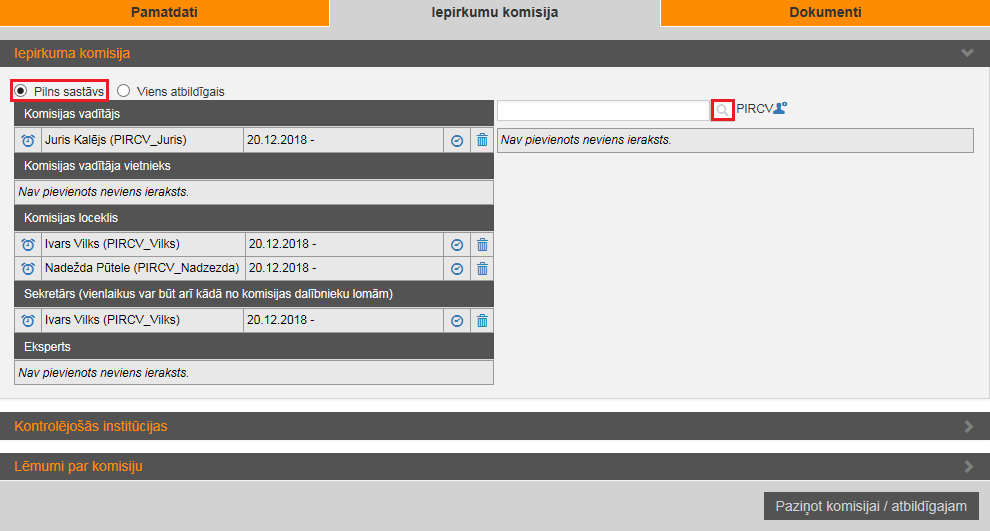 Pamatdati
Iepirkumu komisija
Dokumenti
Iepirkuma komisija
Pilns sastāvs
Viens atbildīgais
Komisijas vadītājs
PIRCV
Juris Kalējs (PIRCV_Juris)
20.12.2018 -
Nav pievienots neviens ieraksts.
Komisijas vadītāja vietnieks
Nav pievienots neviens ieraksts.
Komisijas loceklis
Ivars Vilks (PIRCV_Vilks)
20.12.2018 -
Nadežda Pūtele (PIRCV_Nadzezda)
20.12.2018 -
Sekretārs (vienlaikus var būt arī kādā no komisijas dalībnieku lomām)
Ivars Vilks (PIRCV_Vilks)
20.12.2018 -
Eksperts
Nav pievienots neviens ieraksts.
Kontrolējošās institūcijas
Lēmumi par komisiju
Paziņot komisijai / atbildīgajam